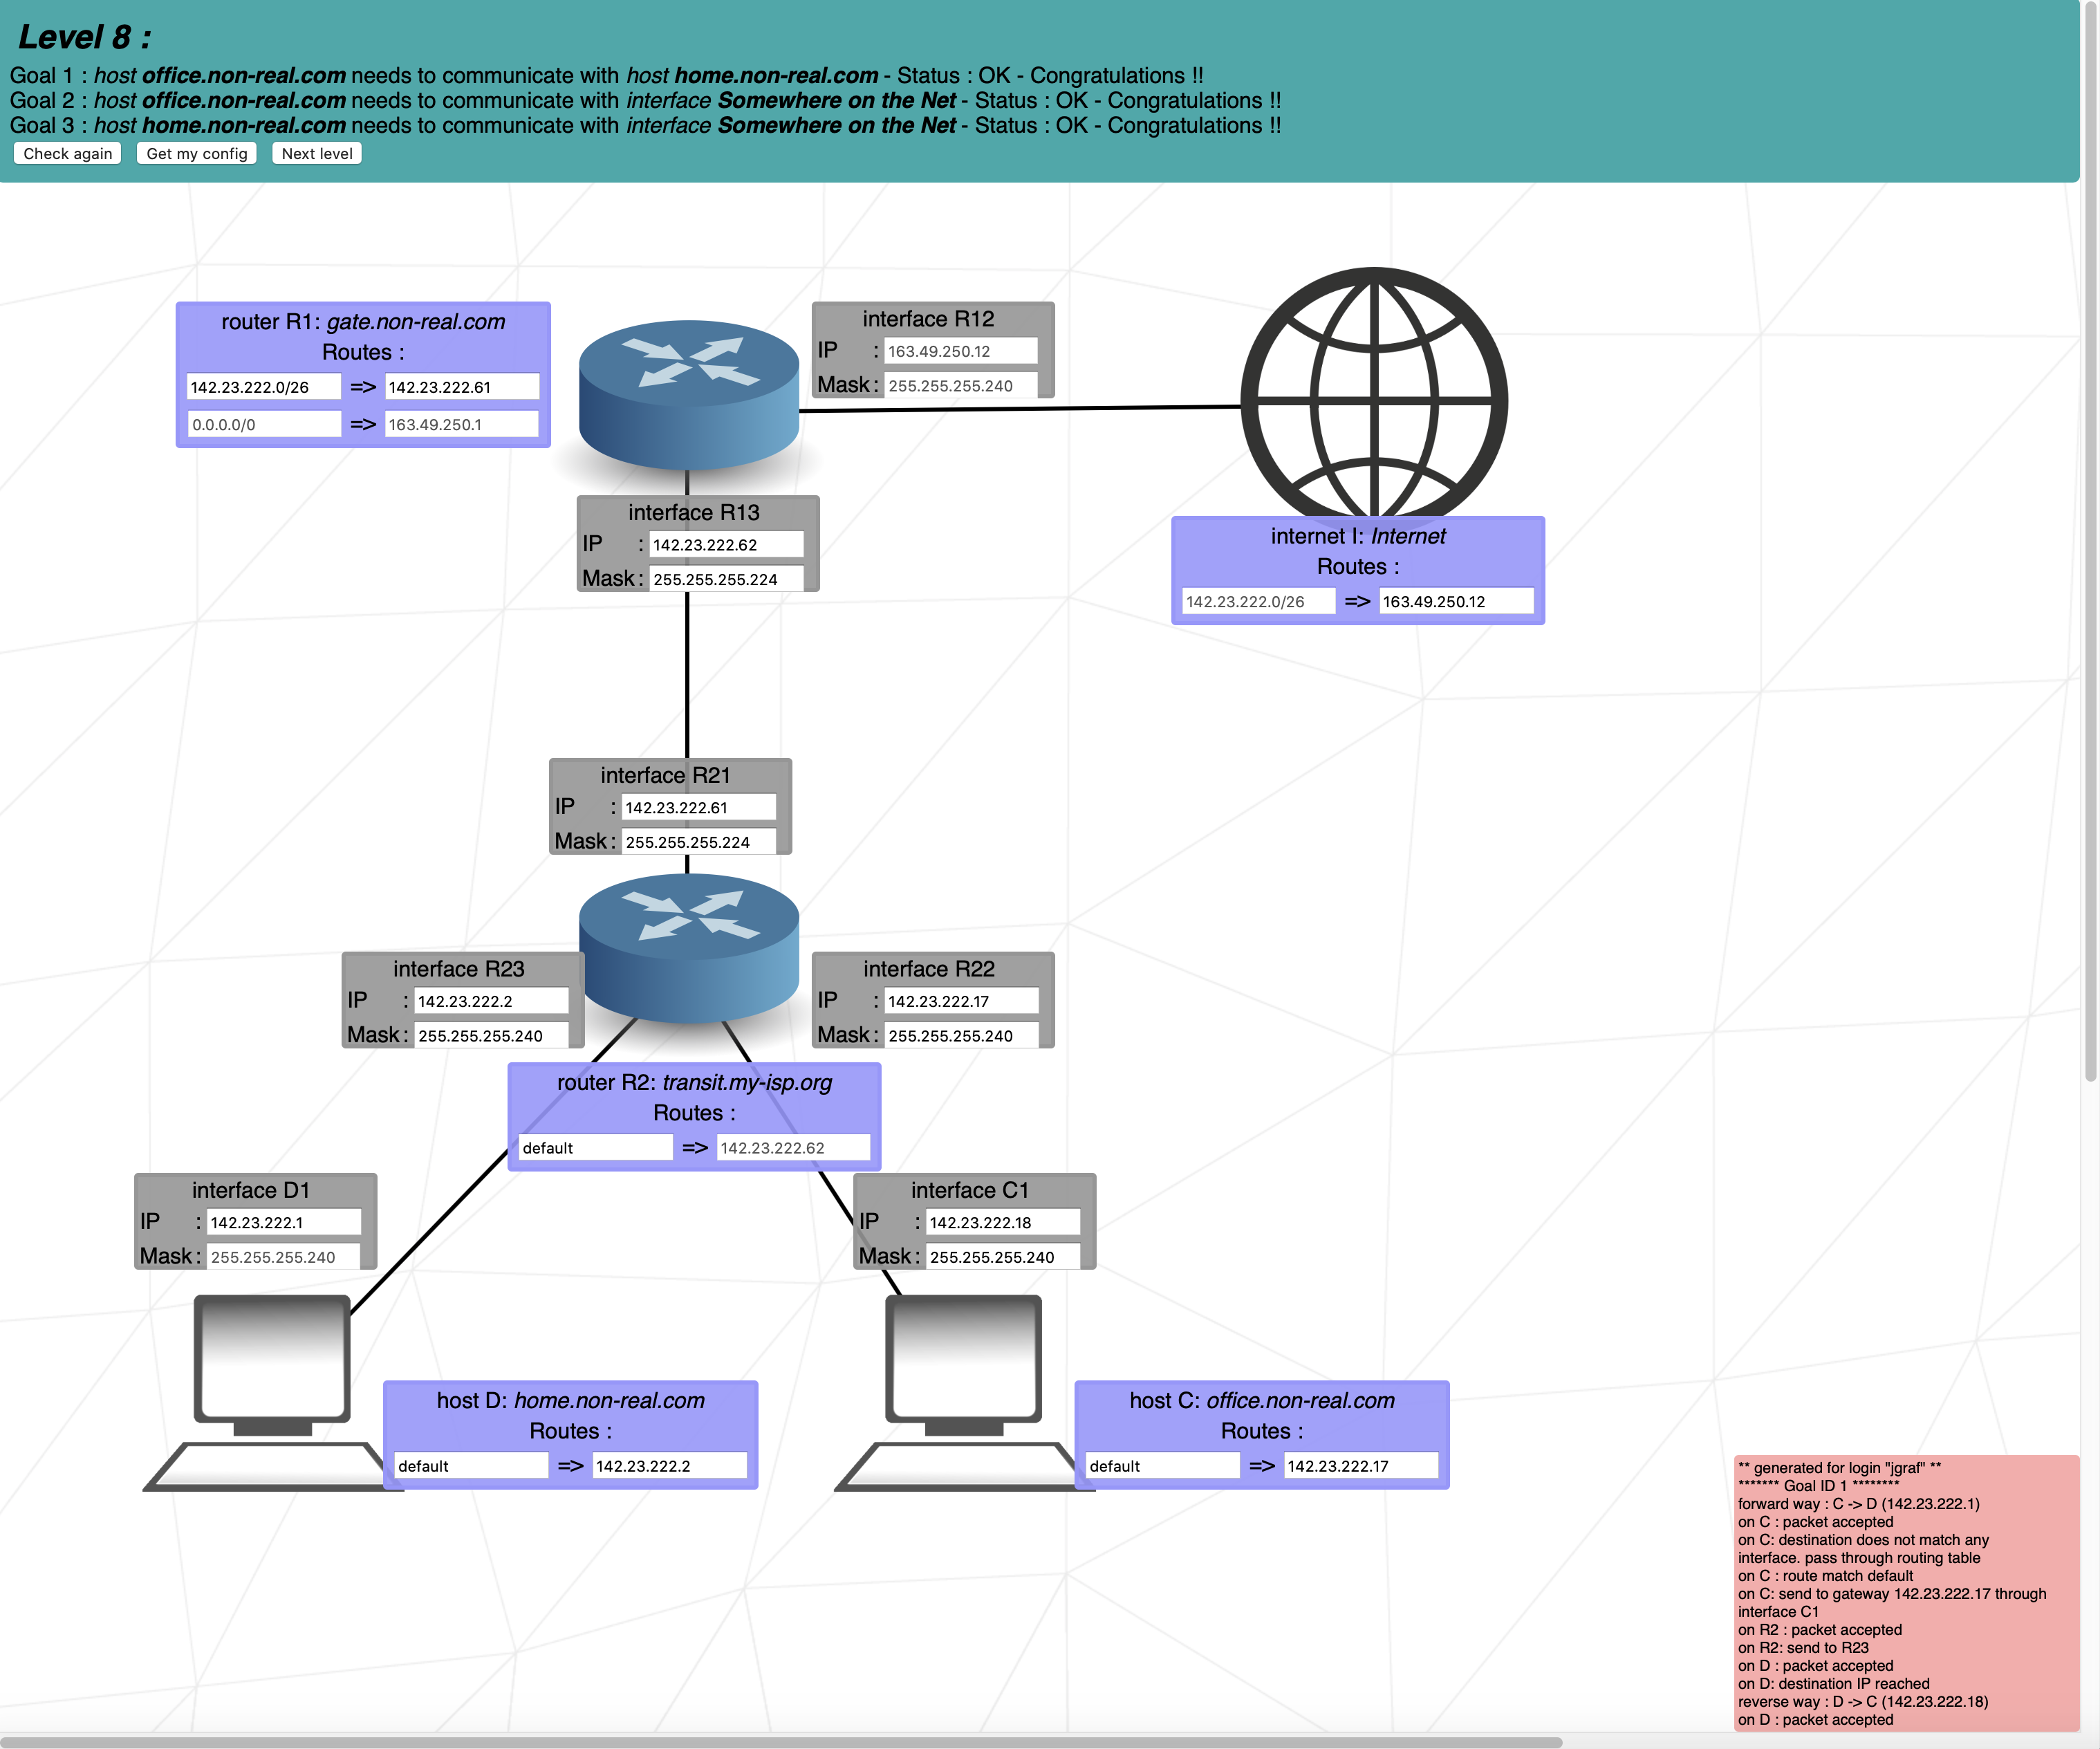 Level 8 :
Goal 1 : host office.non-real.com needs to communicate with host home.non-real.com - Status : OK - Congratulations !!
Goal 2 : host office.non-real.com needs to communicate with interface Somewhere on the Net - Status : OK - Congratulations !!
Goal 3 : host home.non-real.com needs to communicate with interface Somewhere on the Net - Status : OK - Congratulations !!
Check again Get my config Next level
router R1: gate.non-real.com
Routes :
142.23.222.0/26 => 142.23.222.61
0.0.0.0/0 => 163.49.250.1
interface R12
IP : 163.49.250.12
Mask : 255.255.255.240
interface R13
IP : 142.23.222.62
Mask : 255.255.255.224
internet I: Internet
Routes :
142.23.222.0/26 => 163.49.250.12
interface R21
IP : 142.23.222.61
Mask : 255.255.255.224
interface R23
IP : 142.23.222.2
Mask : 255.255.255.240
interface R22
IP : 142.23.222.17
Mask : 255.255.255.240
router R2: transit.my-isp.org
Routes :
default => 142.23.222.62
interface D1
IP : 142.23.222.1
Mask : 255.255.255.240
interface C1
IP : 142.23.222.18
Mask : 255.255.255.240
host D: home.non-real.com
Routes :
default => 142.23.222.2
host C: office.non-real.com
Routes :
default => 142.23.222.17
** generated for login "jgraf" **
******* Goal ID 1 ********
forward way : C -> D (142.23.222.1)
on C : packet accepted
on C: destination does not match any
interface. pass through routing table
on C : route match default
on C: send to gateway 142.23.222.17 through
interface C1
on R2 : packet accepted
on R2: send to R23
on D : packet accepted
on D: destination IP reached
reverse way : D -> C (142.23.222.18)
on D : packet accepted